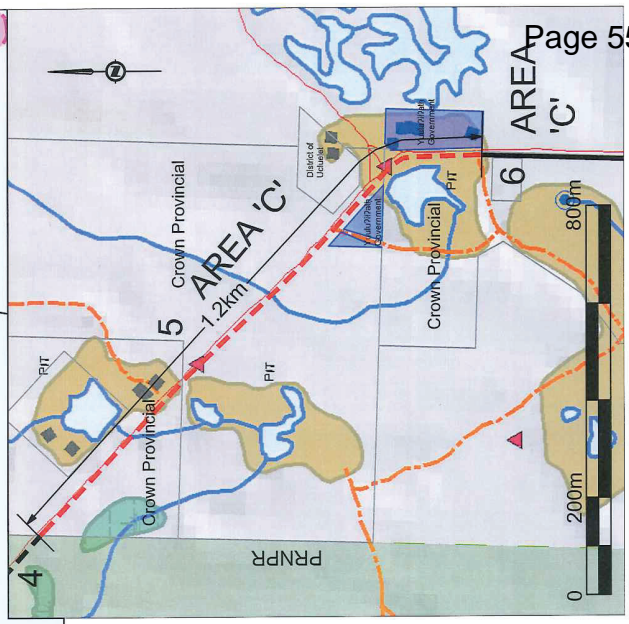 Page 55
AREA
'C'
District of
Ucluelet
Yuułuʔiłʔatḥ
Government
Crown Provincial
AREA 'C'
1.2km
5
PIT
Crown Provincial
PIT
Government
PIT
Crown Provincial
6
4
PRNPR
0
200m
800m